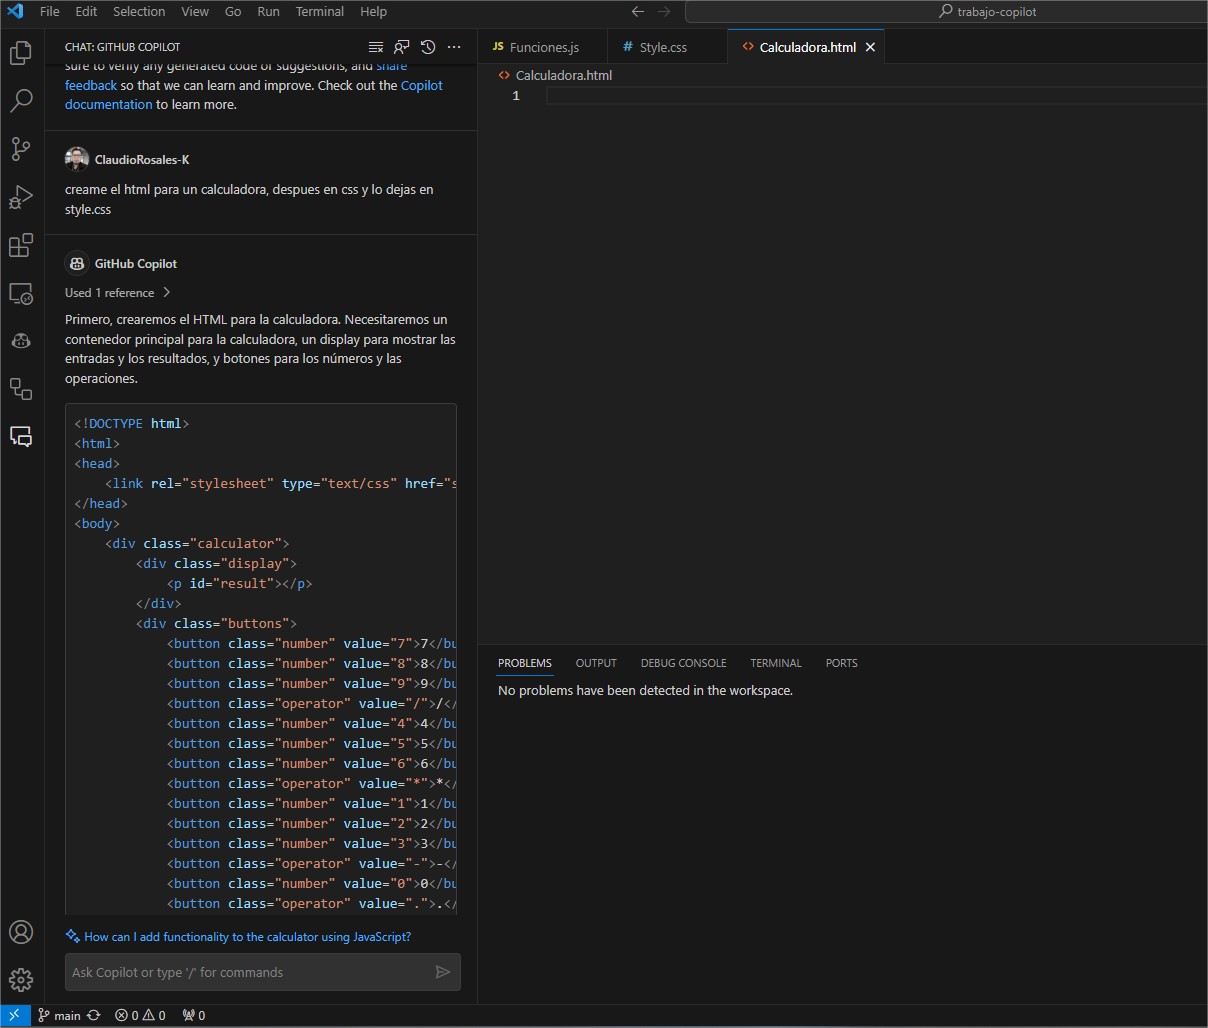 File Edit Selection View Go Run Terminal Help
trabajo-copilot
CHAT: GITHUB COPILOT
sure to verify any generated code or suggestions, and share
feedback so that we can learn and improve. Check out the Copilot
documentation to learn more.
ClaudioRosales-K
creame el html para un calculadora, despues en css y lo dejas en
style.css
GitHub Copilot
Used 1 reference
Primero, crearemos el HTML para la calculadora. Necesitaremos un
contenedor principal para la calculadora, un display para mostrar las
entradas y los resultados, y botones para los números y las
operaciones.
<!DOCTYPE html>
<html>
<head>
<link rel="stylesheet" type="text/css" href="s
</head>
<body>
<div class="calculator">
<div class="display">
<p id="result"></p>
</div>
<div class="buttons">
<button class="number" value="7">7</bu
<button class="number" value="8">8</bu
<button class="number" value="9">9</bu
<button class="operator" value="/">/</
<button class="number" value="4">4</bu
<button class="number" value="5">5</bu
<button class="number" value="6">6</bu
<button class="operator" value="*">*</
<button class="number" value="1">1</bu
<button class="number" value="2">2</bu
<button class="number" value="3">3</bu
<button class="operator" value="-">-</
<button class="number" value="0">0</bu
<button class="operator" value=".">.</
How can I add functionality to the calculator using JavaScript?
Ask Copilot or type '/' for commands
JS Funciones.js # Style.css <> Calculadora.html
<> Calculadora.html
1
PROBLEMS OUTPUT DEBUG CONSOLE TERMINAL PORTS
No problems have been detected in the workspace.
main 0 0 0